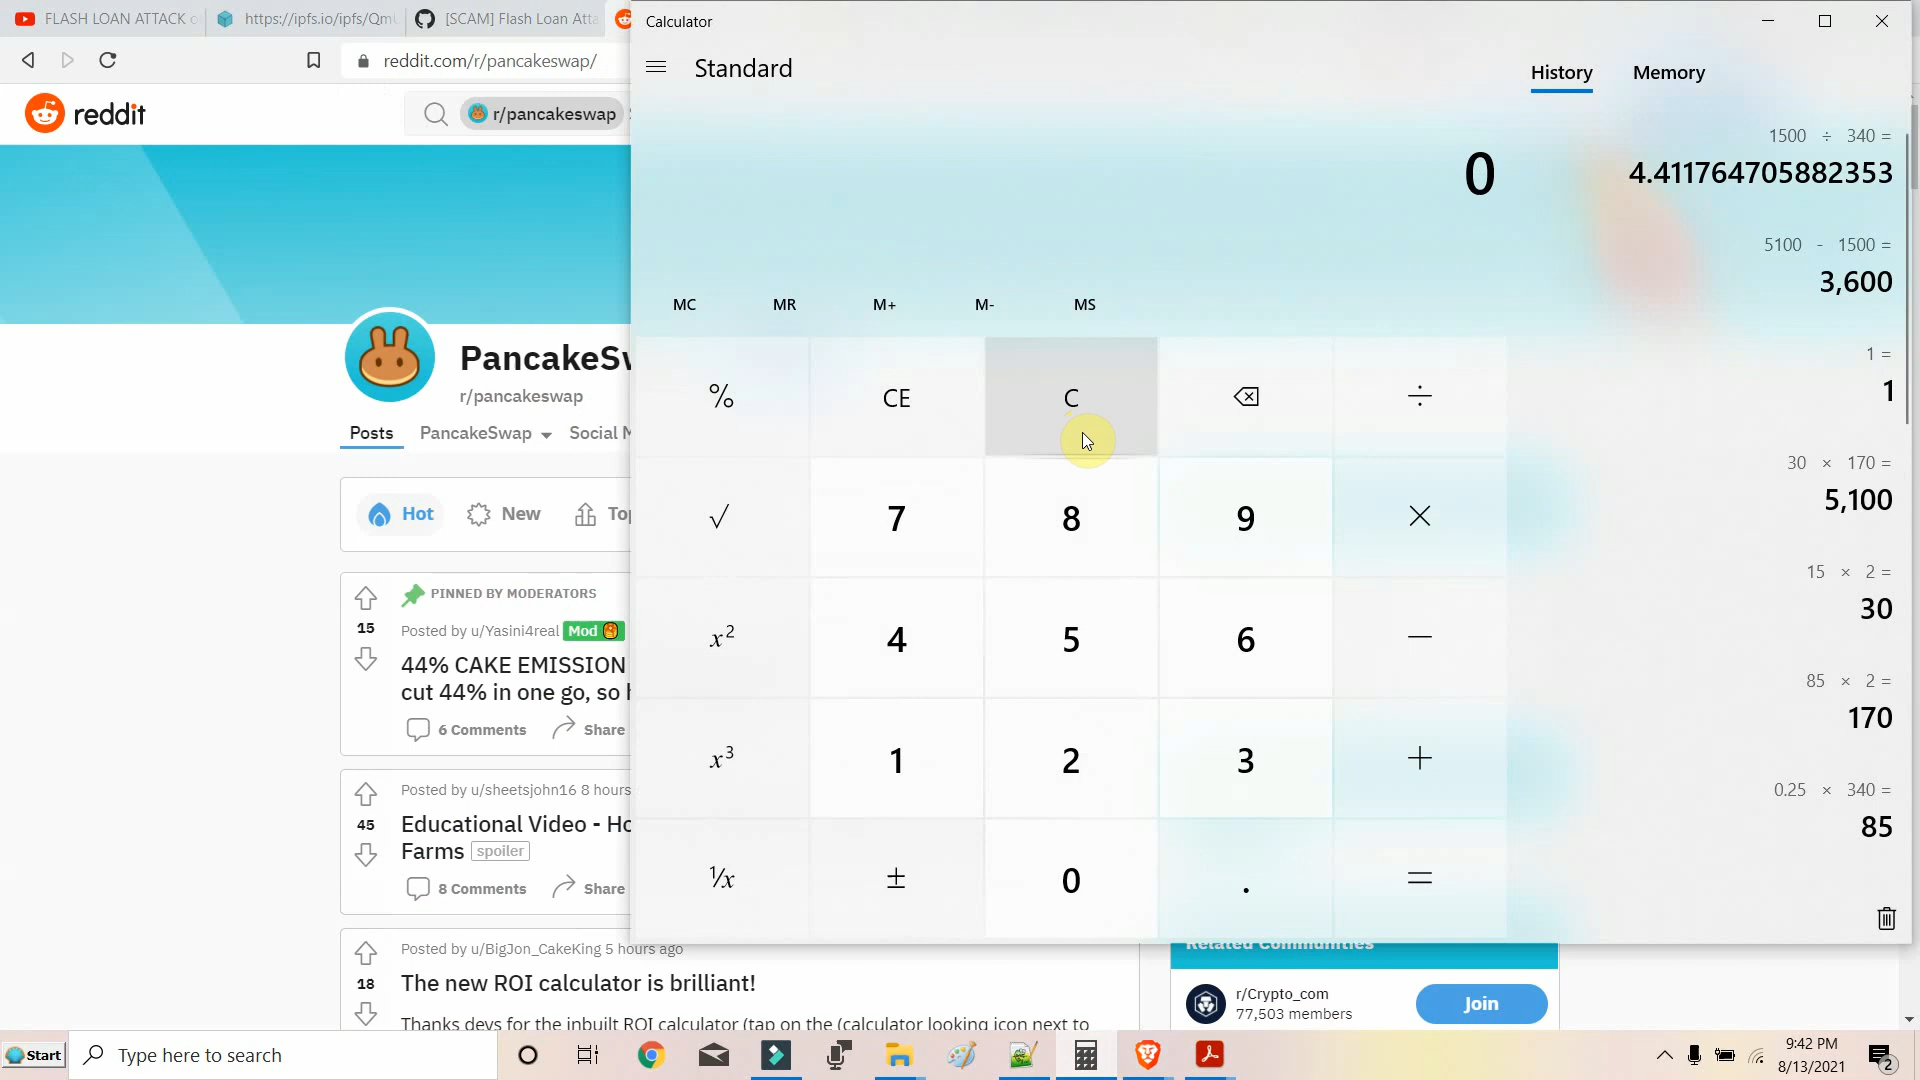 FLASH LOAN ATTACK o
https://ipfs.io/ipfs/Qm
[SCAM] Flash Loan Atta
reddit.com/r/pancakeswap/
reddit
r/pancakeswap
PancakeSw
r/pancakeswap
Posts
PancakeSwap
Social M
Hot
New
Top
PINNED BY MODERATORS
15
Posted by u/Yasini4real
Mod
44% CAKE EMISSION
cut 44% in one go, so
6 Comments
Share
Posted by u/sheetsjohn16 8 hours
45
Educational Video - Ho
Farms
spoiler
8 Comments
Share
Posted by u/BigJon_CakeKing 5 hours ago
18
The new ROI calculator is brilliant!
Thanks devs for the inbuilt ROI calculator (tap on the (calculator looking icon next to
Calculator
Standard
0
MC
MR
M+
M-
MS
%
CE
C
÷
√
7
8
9
×
x²
4
5
6
−
x³
1
2
3
+
¹/x
±
0
.
=
History
Memory
1500 ÷ 340 =
4.411764705882353
5100 - 1500 =
3,600
1 =
1
30 × 170 =
5,100
15 × 2 =
30
85 × 2 =
170
0.25 × 340 =
85
Related Communities
r/Crypto_com
77,503 members
Join
Start
Type here to search
9:42 PM
8/13/2021
2